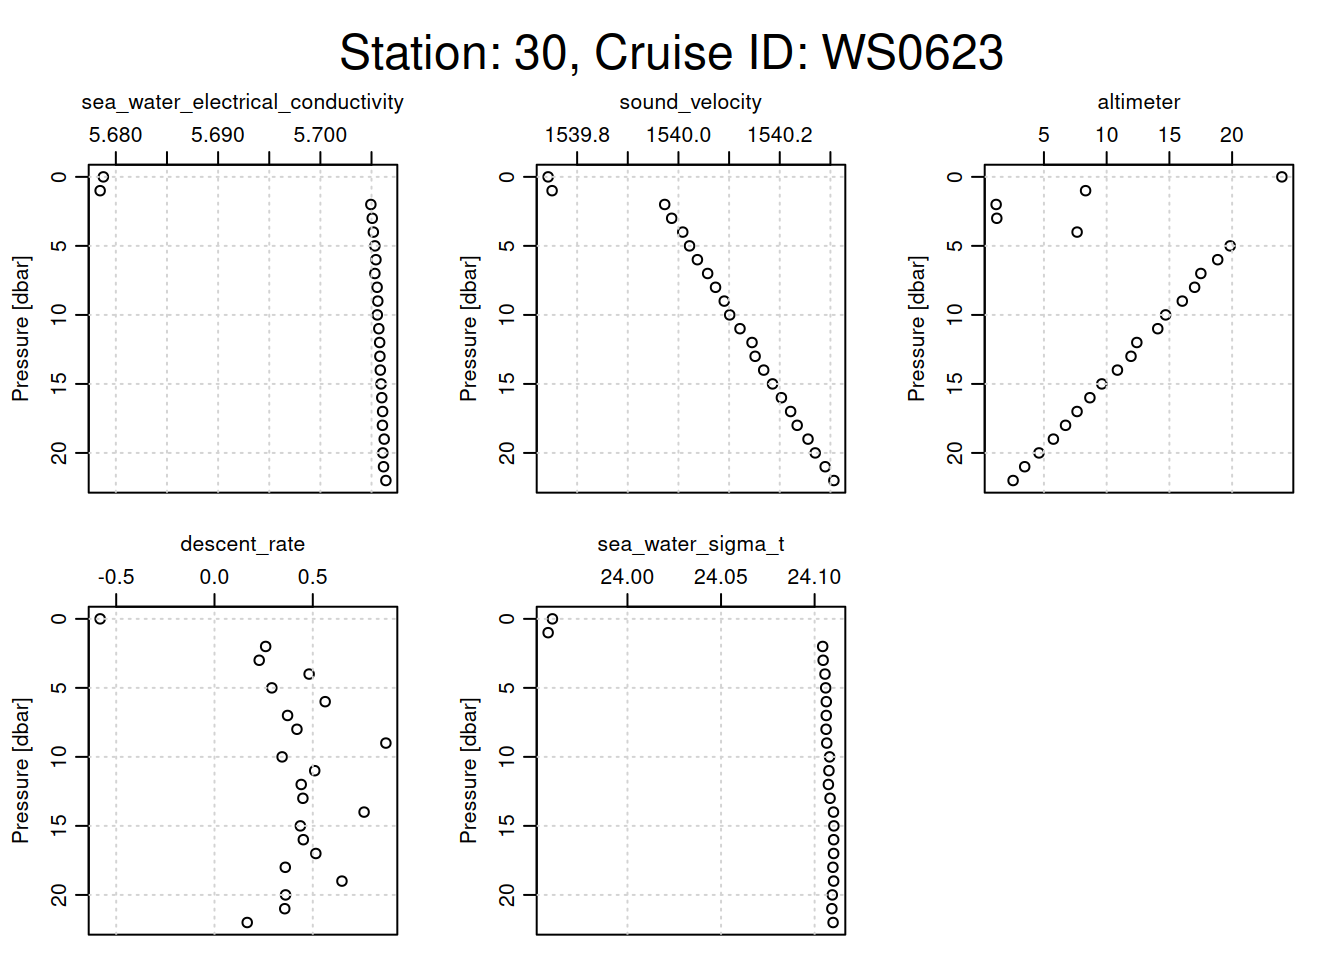 Station: 30, Cruise ID: WS0623
sea_water_electrical_conductivity
5.680 5.690 5.700
0
5
10
15
20
Pressure [dbar]
sound_velocity
1539.8 1540.0 1540.2
0
5
10
15
20
Pressure [dbar]
altimeter
5 10 15 20
0
5
10
15
20
Pressure [dbar]
descent_rate
-0.5 0.0 0.5
0
5
10
15
20
Pressure [dbar]
sea_water_sigma_t
24.00 24.05 24.10
0
5
10
15
20
Pressure [dbar]